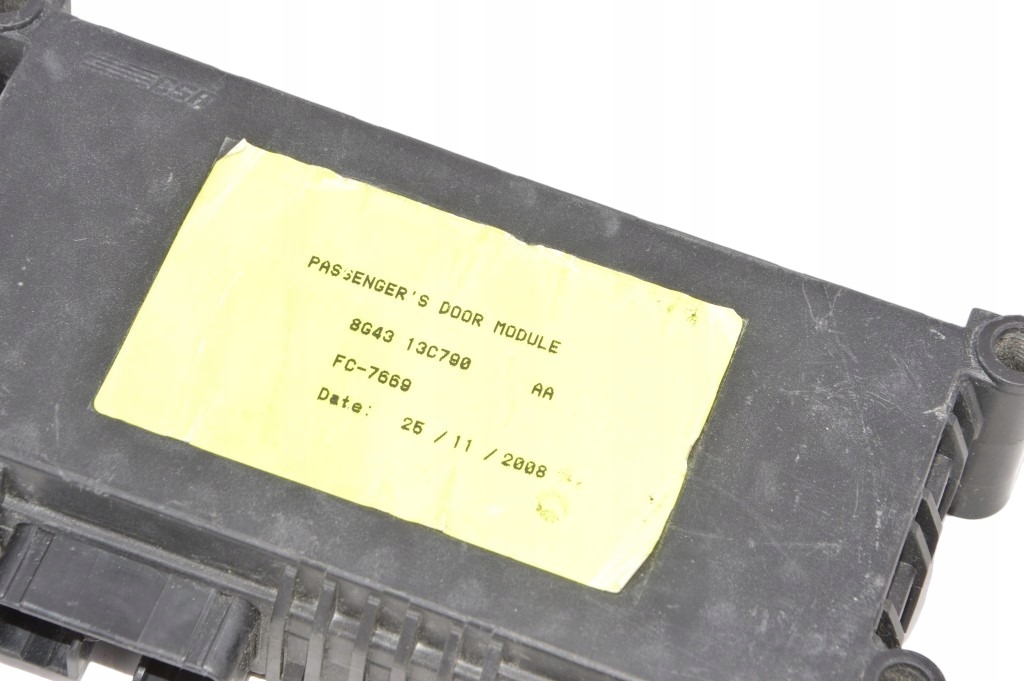 PASSENGER'S DOOR MODULE
8G43 13C790 AA
FC-7669
Date: 25 /11 /2008